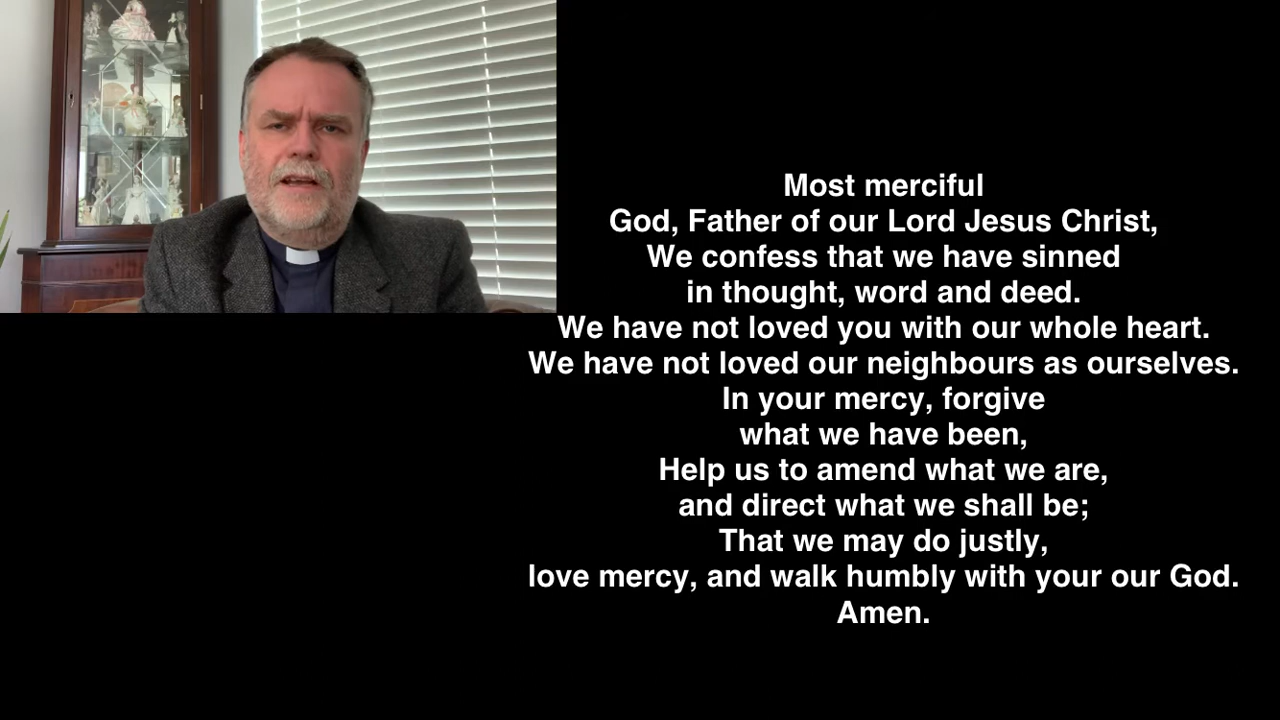 Most merciful
God, Father of our Lord Jesus Christ,
We confess that we have sinned
in thought, word and deed.
We have not loved you with our whole heart.
We have not loved our neighbours as ourselves.
In your mercy, forgive
what we have been,
Help us to amend what we are,
and direct what we shall be;
That we may do justly,
love mercy, and walk humbly with your our God.
Amen.